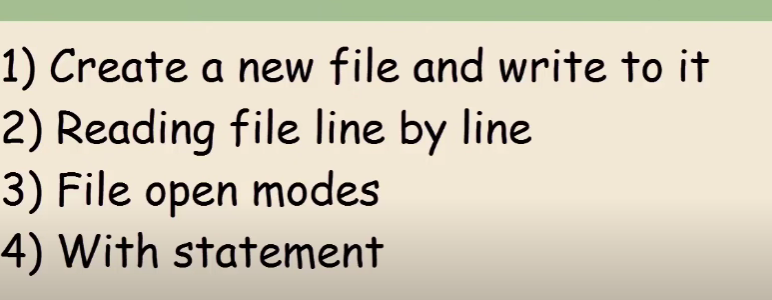 1) Create a new file and write to it
2) Reading file line by line
3) File open modes
4) With statement